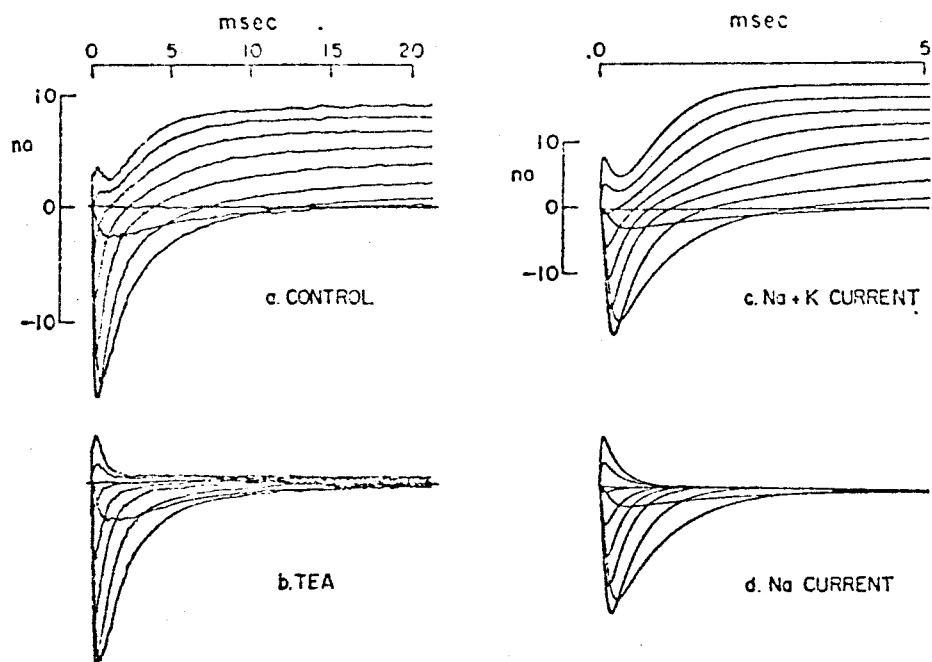 msec
0 5 10 15 20
10
na
0
-10
a. CONTROL
b. TEA
msec
.0 5
10
na
0
-10
c. Na + K CURRENT
d. Na CURRENT